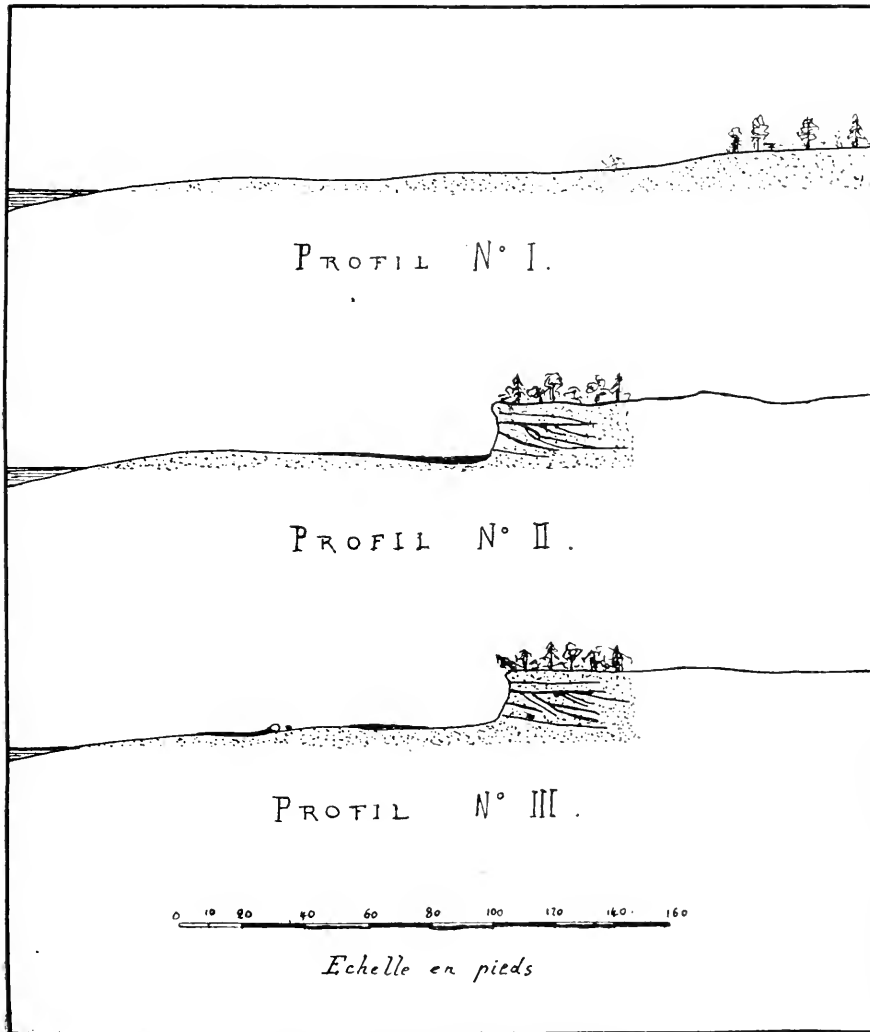 PROFIL N° I.
PROFIL N° II.
PROFIL N° III.
0 10 20 40 60 80 100 120 140 160
Echelle en pieds